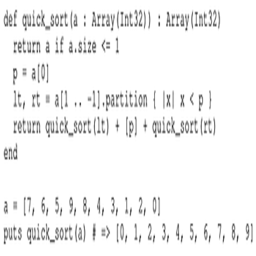 def quick_sort(a : Array(Int32)) : Array(Int32)
  return a if a.size <= 1
  p = a[0]
  lt, rt = a[1 .. -1].partition { |x| x < p }
  return quick_sort(lt) + [p] + quick_sort(rt)
end

a = [7, 6, 5, 9, 8, 4, 3, 1, 2, 0]
puts quick_sort(a) # => [0, 1, 2, 3, 4, 5, 6, 7, 8, 9]